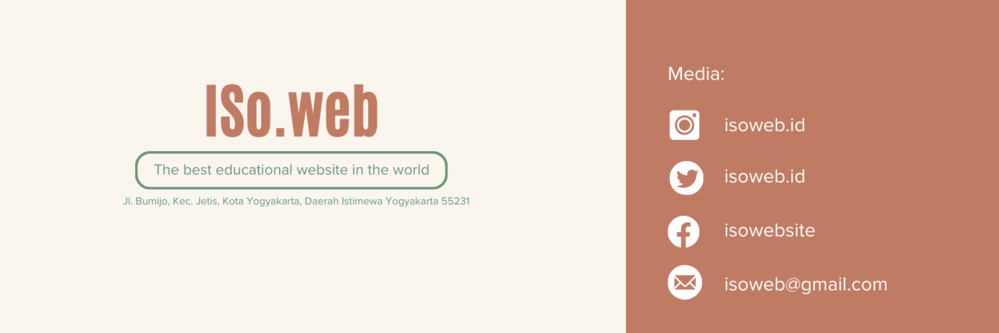 ISo.web
The best educational website in the world
Jl. Bumijo, Kec. Jetis, Kota Yogyakarta, Daerah Istimewa Yogyakarta 55231
Media:
isoweb.id
isoweb.id
isowebsite
isoweb@gmail.com